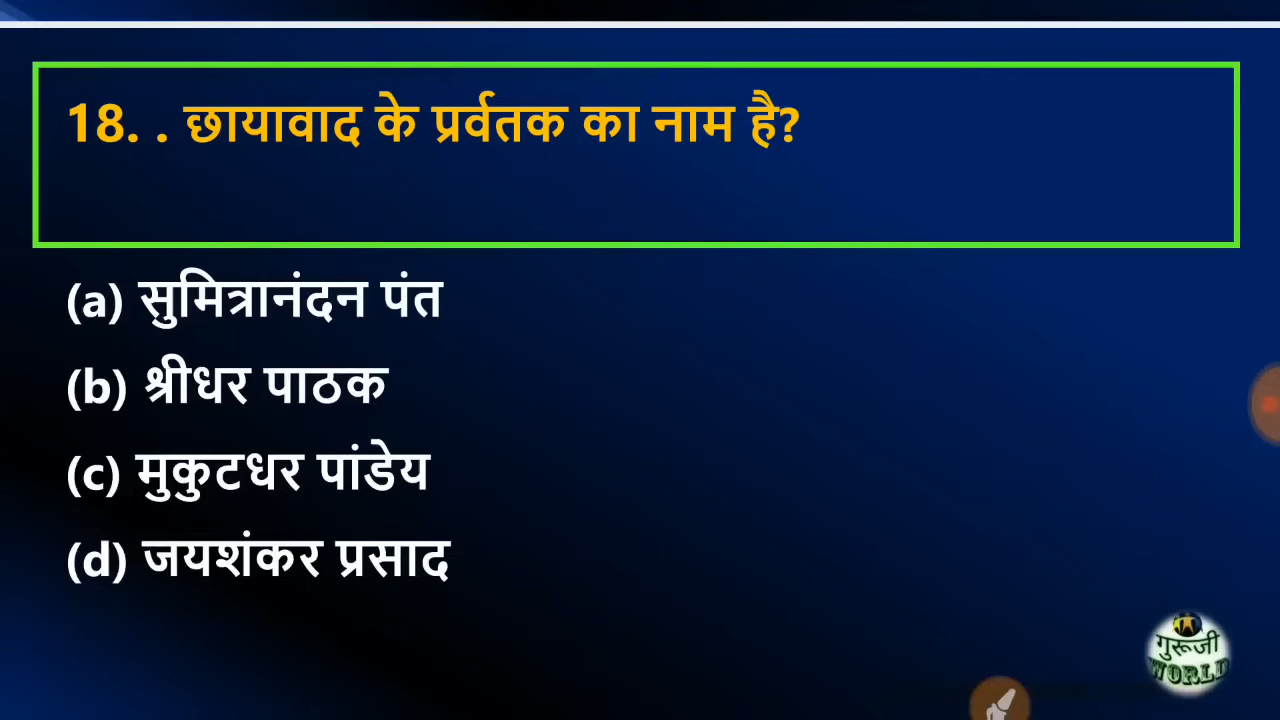 18. . छायावाद के प्रर्वतक का नाम है?
(a) सुमित्रानंदन पंत
(b) श्रीधर पाठक
(c) मुकुटधर पांडेय
(d) जयशंकर प्रसाद
गुरूजी
WORLD